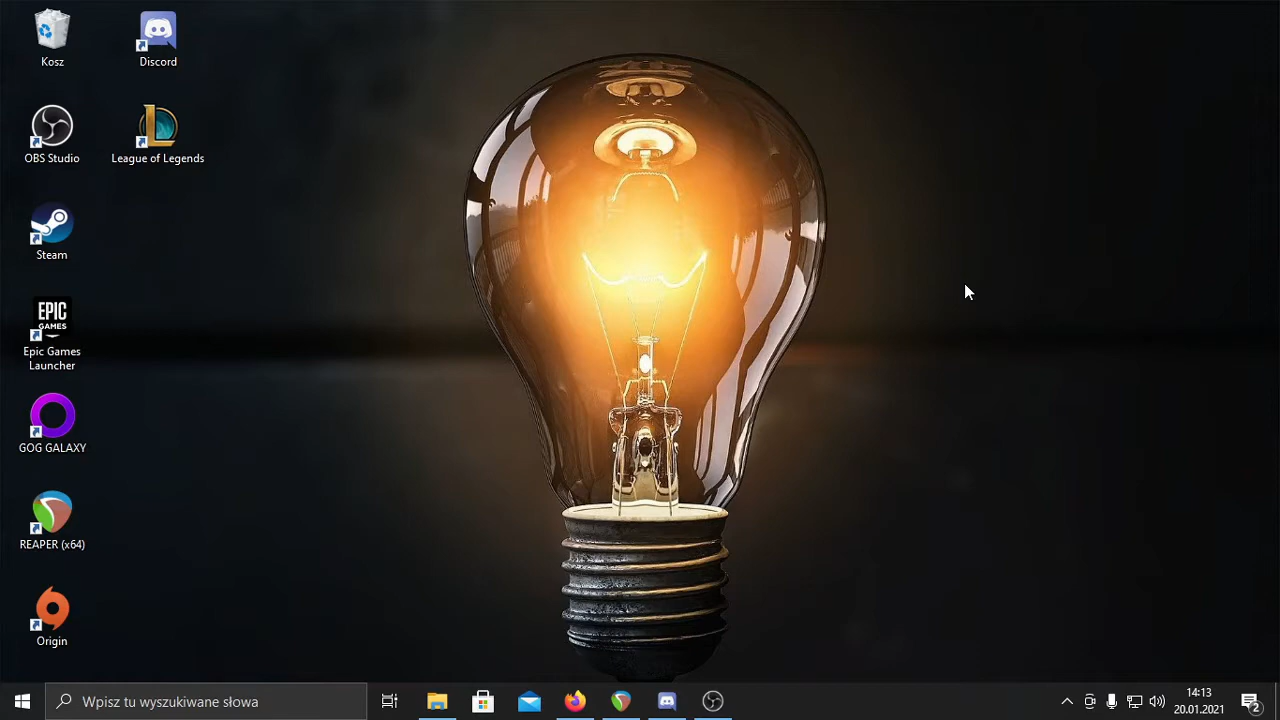 Kosz
Discord
OBS Studio
League of Legends
Steam
EPIC
GAMES
Epic Games
Launcher
GOG GALAXY
REAPER (x64)
Origin
Wpisz tu wyszukiwane słowa
14:13
20.01.2021
2